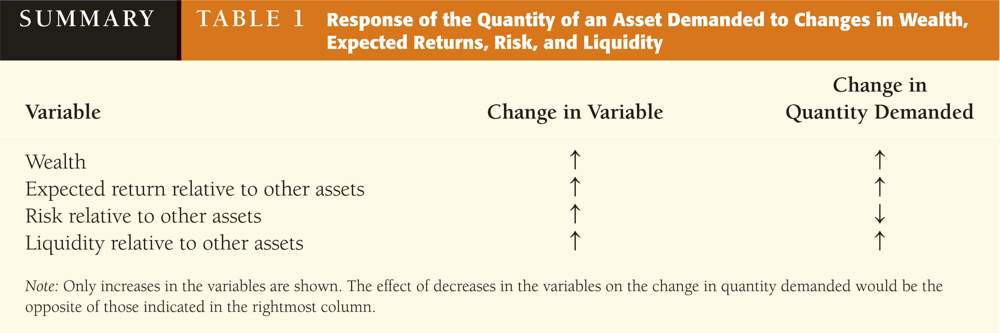 SUMMARY TABLE 1 Response of the Quantity of an Asset Demanded to Changes in Wealth,
Expected Returns, Risk, and Liquidity
Change in
Variable Change in Variable Quantity Demanded
Wealth ↑ ↑
Expected return relative to other assets ↑ ↑
Risk relative to other assets ↑ ↓
Liquidity relative to other assets ↑ ↑
Note: Only increases in the variables are shown. The effect of decreases in the variables on the change in quantity demanded would be the
opposite of those indicated in the rightmost column.